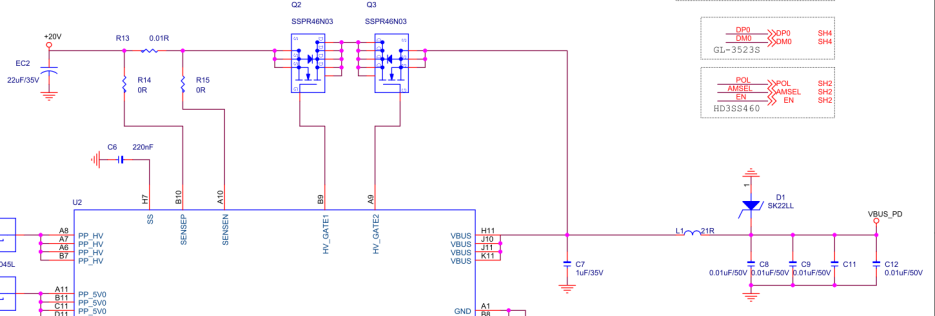 Q2
Q3
SSPR46N03
SSPR46N03
+20V
R13
0.01R
EC2
22uF/35V
R14
0R
R15
0R
C6
220nF
U2
H7
B10
A10
B9
A9
SS
SENSEP
SENSEN
HV_GATE1
HV_GATE2
A8
PP_HV
A7
PP_HV
A6
PP_HV
B7
PP_HV
045L
A11
PP_5V0
B11
PP_5V0
C11
PP_5V0
D11
VBUS
H11
VBUS
J10
VBUS
J11
VBUS
K11
GND
A1
B8
C7
1uF/35V
L1
21R
1
D1
SK22LL
VBUS_PD
C8
0.01uF/50V
C9
0.01uF/50V
C11
0.01uF/50V
C12
0.01uF/50V
DP0
DP0
SH4
DM0
DM0
SH4
GL-3523S
POL
POL
SH2
AMSEL
AMSEL
SH2
EN
EN
SH2
HD3SS460